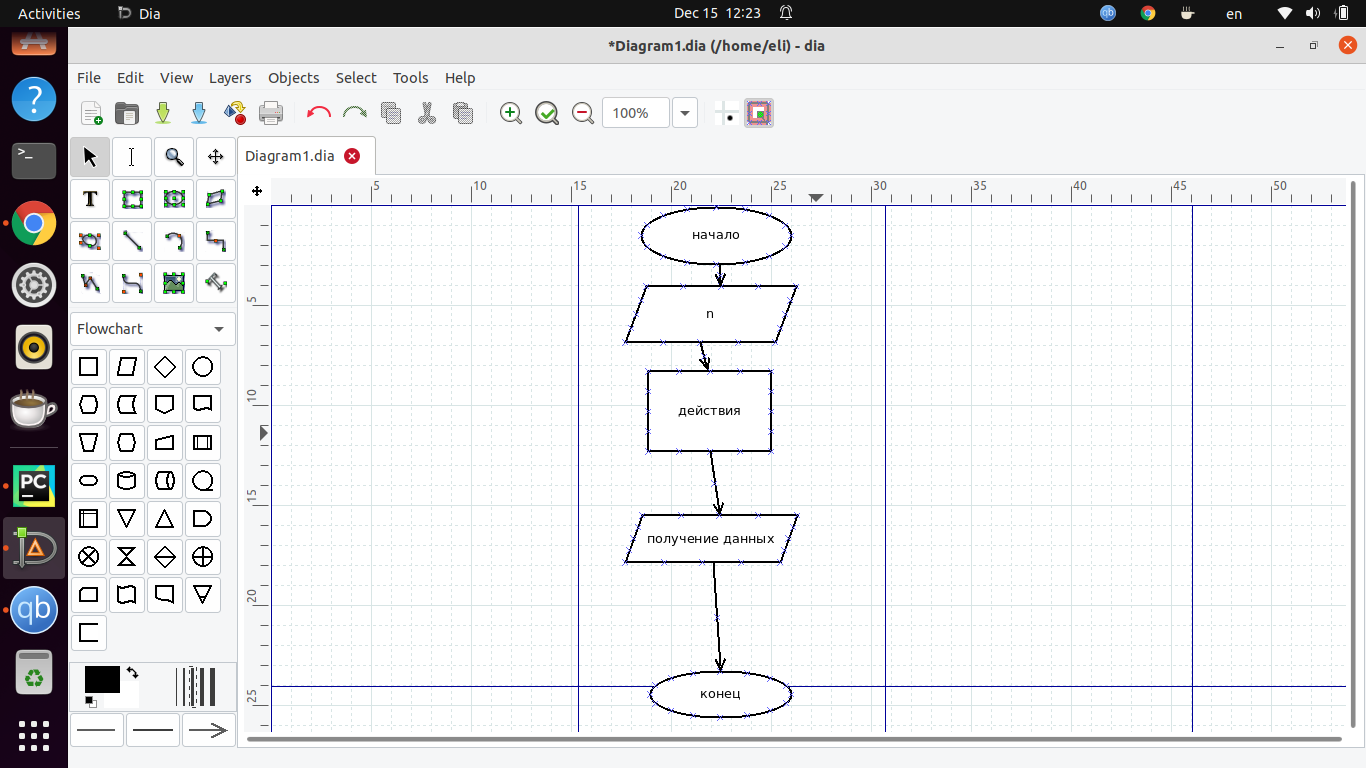 Activities
Dia
Dec 15 12:23
en
*Diagram1.dia (/home/eli) - dia
File Edit View Layers Objects Select Tools Help
100%
Diagram1.dia
5 10 15 20 25 30 35 40 45 50
T
начало
5
n
Flowchart
10
действия
15
получение данных
PC
20
qb
25
конец